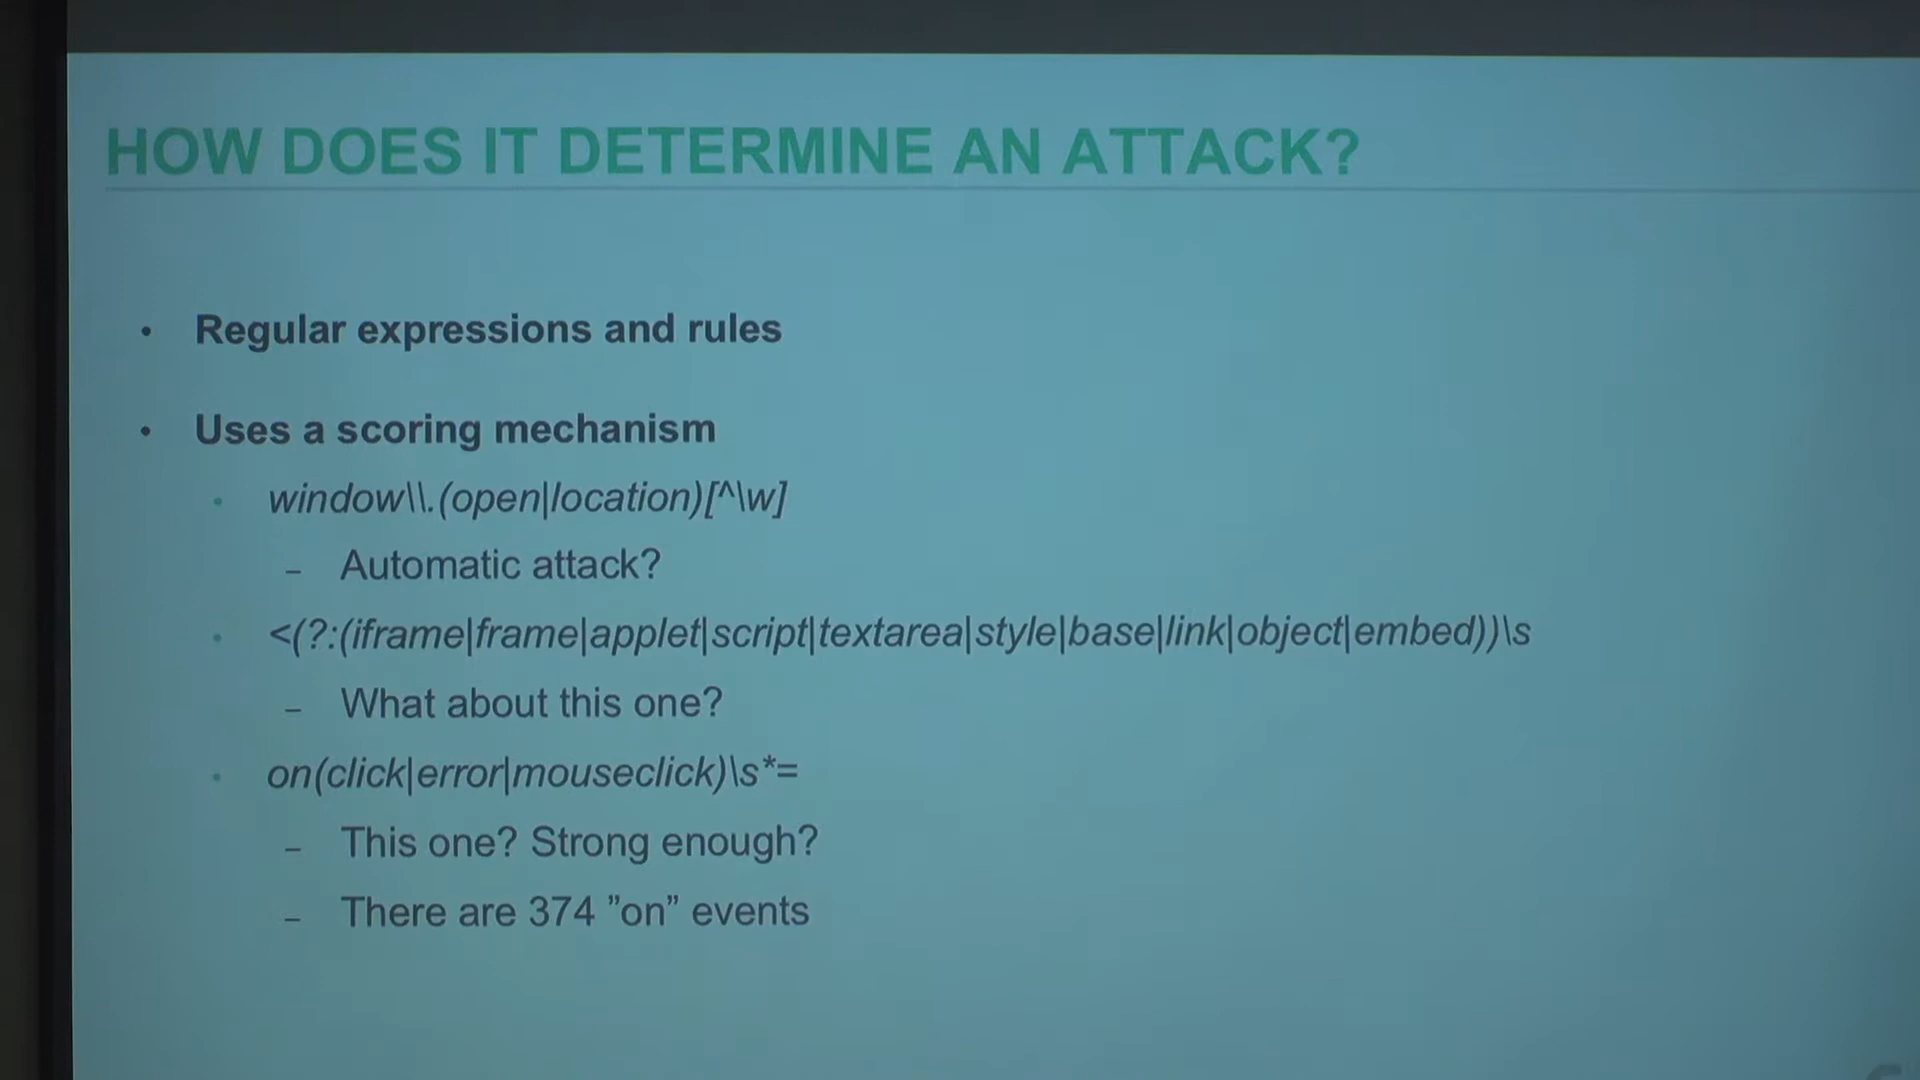 HOW DOES IT DETERMINE AN ATTACK?
• Regular expressions and rules
• Uses a scoring mechanism
• window\\.(open|location)[^\w]
– Automatic attack?
• <(?:(iframe|frame|applet|script|textarea|style|base|link|object|embed))\s
– What about this one?
• on(click|error|mouseclick)\s*=
– This one? Strong enough?
– There are 374 ”on” events